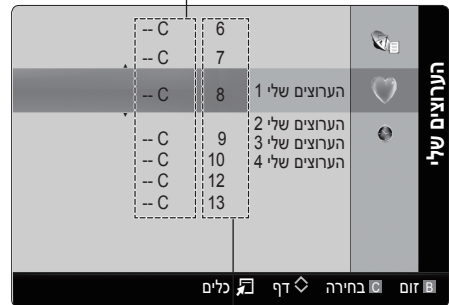 הערוצים שלי
6 C --
7 C --
הערוצים שלי 1 8 C --
הערוצים שלי 2
הערוצים שלי 3 9 C --
הערוצים שלי 4 10 C --
12 C --
13 C --
B זום C בחירה דף כלים